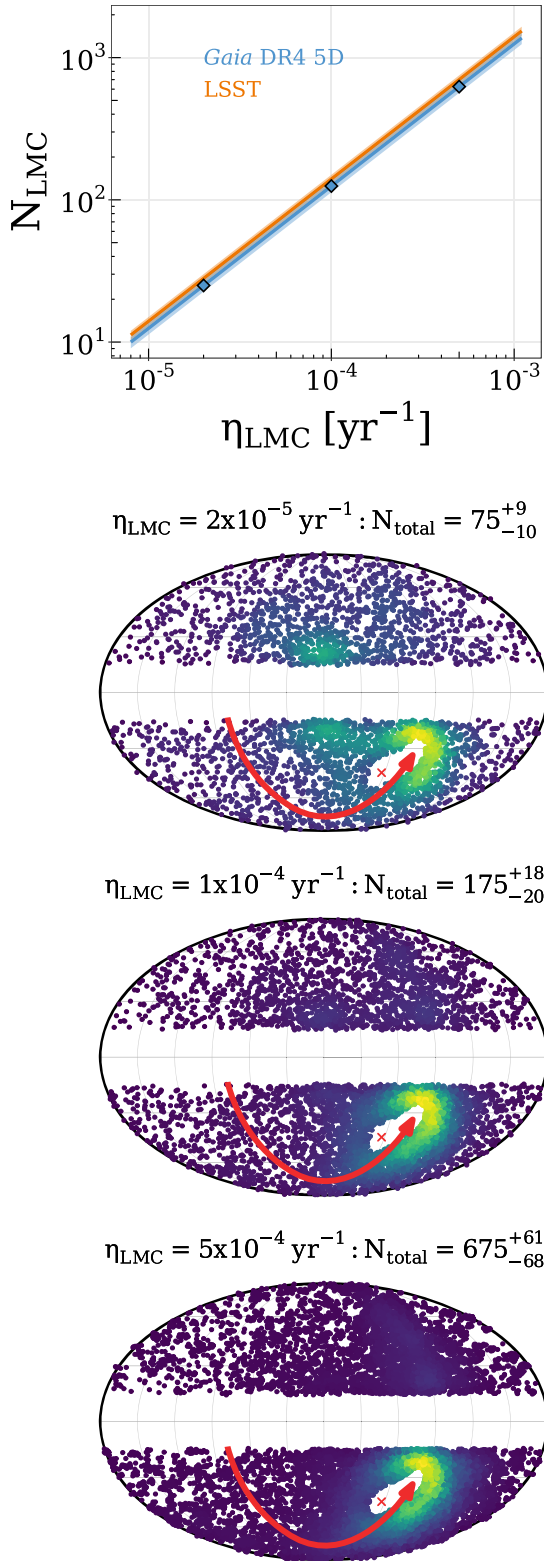 10³
10²
10¹
N_LMC
Gaia DR4 5D
LSST
10⁻⁵ 10⁻⁴ 10⁻³
η_LMC [yr⁻¹]
η_LMC = 2x10⁻⁵ yr⁻¹ : N_total = 75⁺⁹₋₁₀
η_LMC = 1x10⁻⁴ yr⁻¹ : N_total = 175⁺¹⁸₋₂₀
η_LMC = 5x10⁻⁴ yr⁻¹ : N_total = 675⁺⁶¹₋₆₈